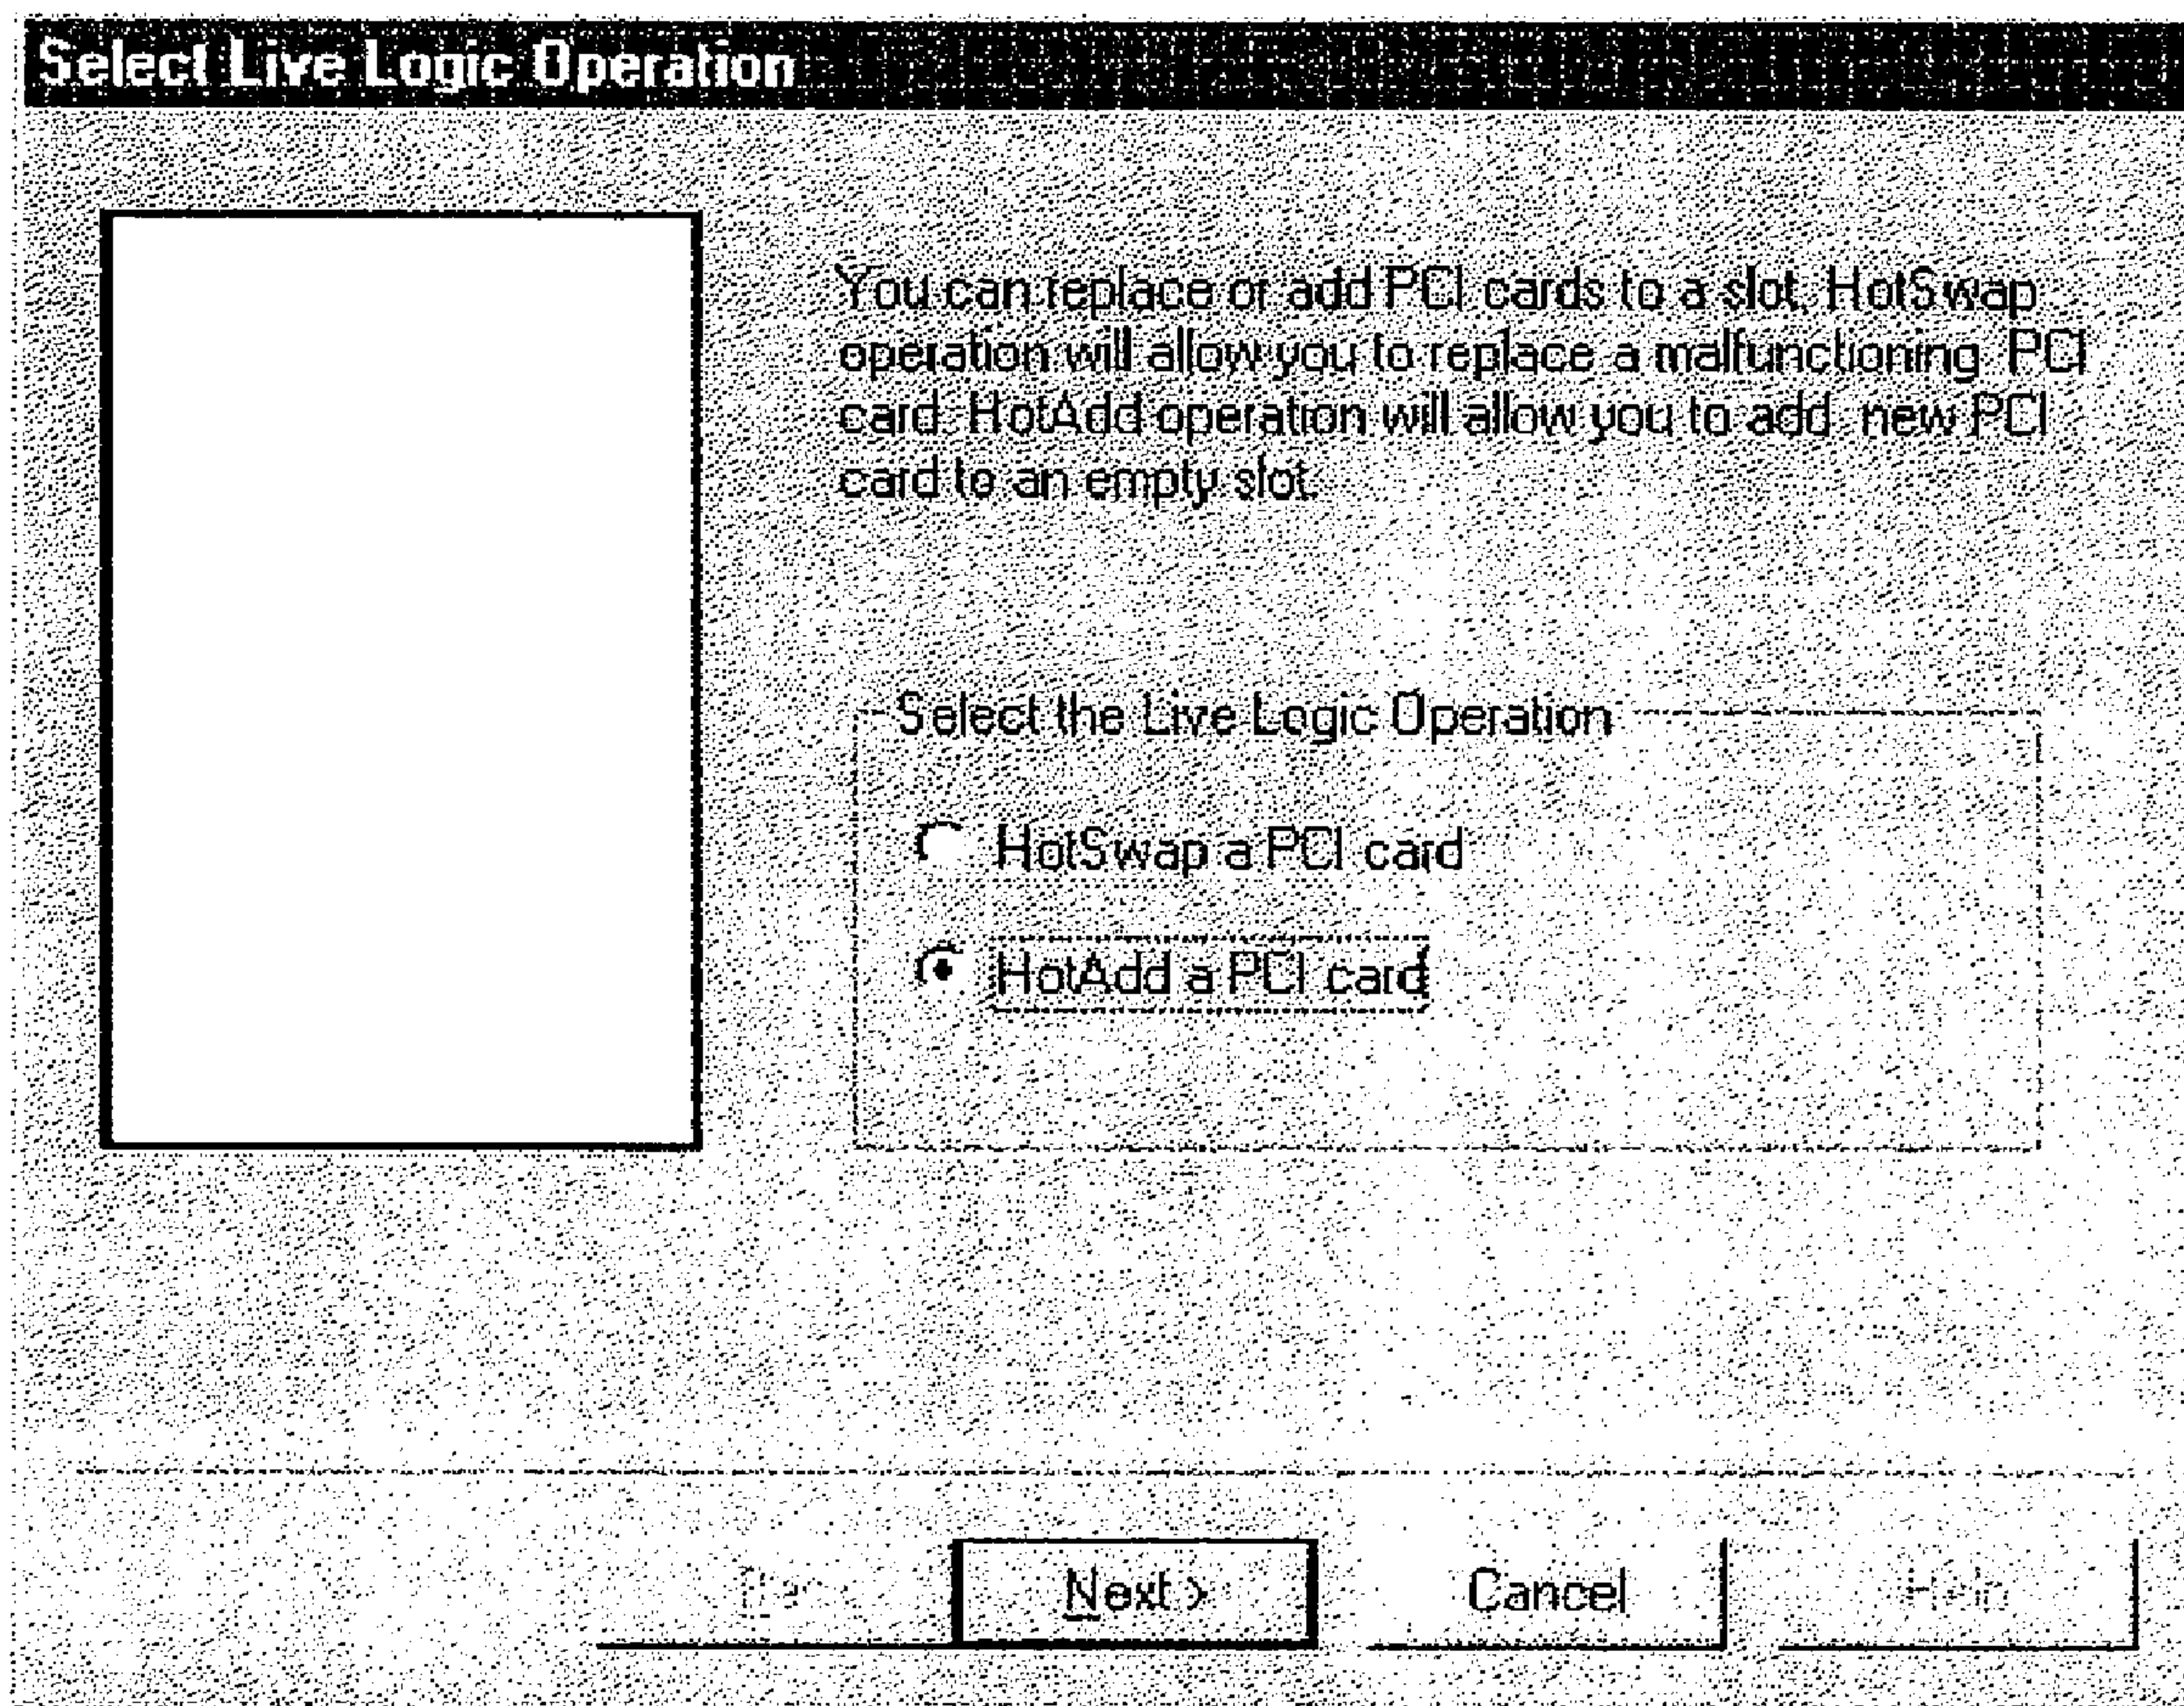 Select Live Logic Operation
You can replace or add PCI cards to a slot. HotSwap
operation will allow you to replace a malfunctioning PCI
card. HotAdd operation will allow you to add new PCI
card to an empty slot.
Select the Live Logic Operation
HotSwap a PCI card
HotAdd a PCI card
Next > Cancel